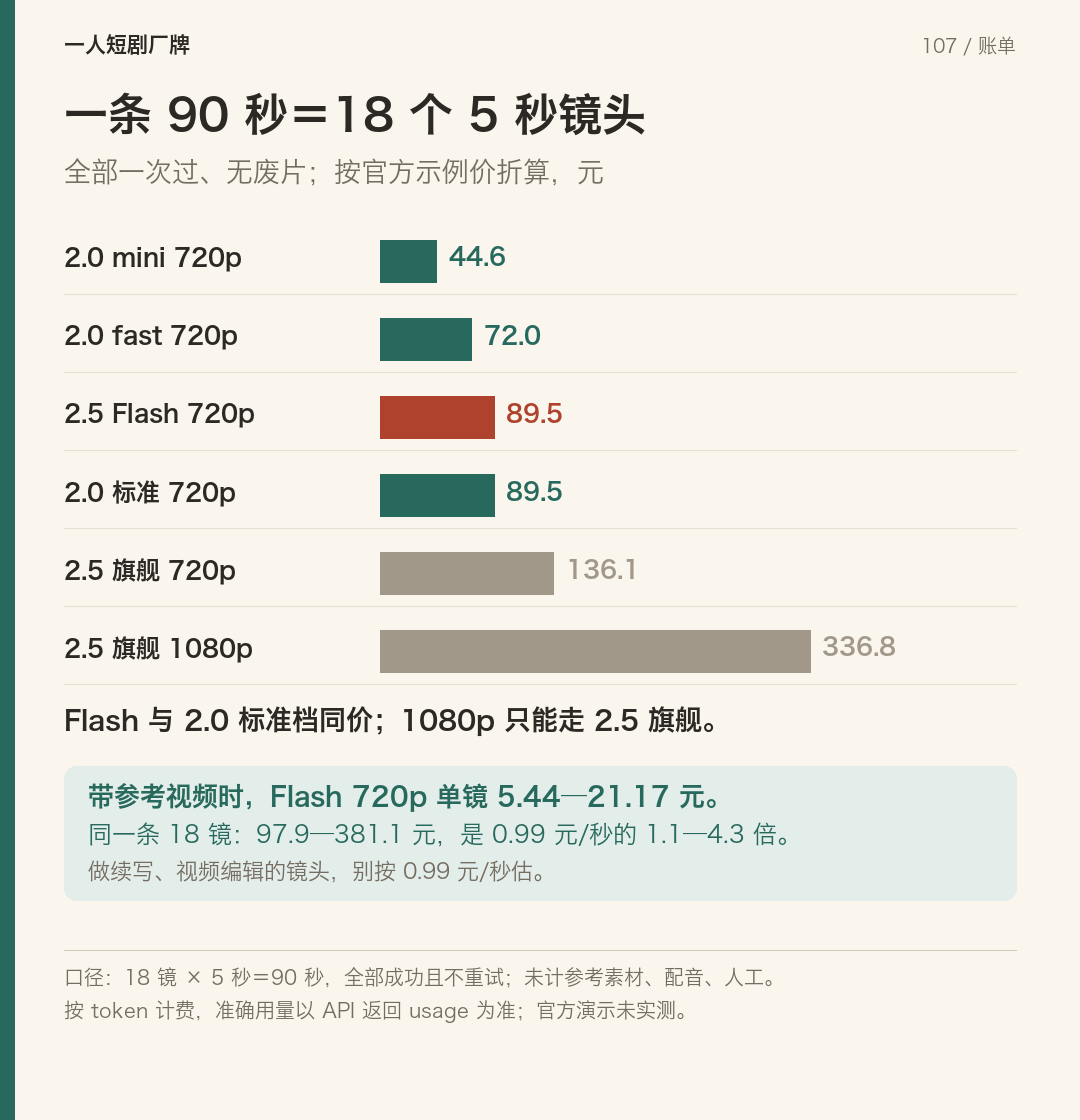 一人短剧厂牌
107 / 账单
一条 90 秒＝18 个 5 秒镜头
全部一次过、无废片；按官方示例价折算，元
2.0 mini 720p 44.6
2.0 fast 720p 72.0
2.5 Flash 720p 89.5
2.0 标准 720p 89.5
2.5 旗舰 720p 136.1
2.5 旗舰 1080p 336.8
Flash 与 2.0 标准档同价；1080p 只能走 2.5 旗舰。
带参考视频时，Flash 720p 单镜 5.44—21.17 元。
同一条 18 镜：97.9—381.1 元，是 0.99 元/秒的 1.1—4.3 倍。
做续写、视频编辑的镜头，别按 0.99 元/秒估。
口径：18 镜 × 5 秒＝90 秒，全部成功且不重试；未计参考素材、配音、人工。
按 token 计费，准确用量以 API 返回 usage 为准；官方演示未实测。